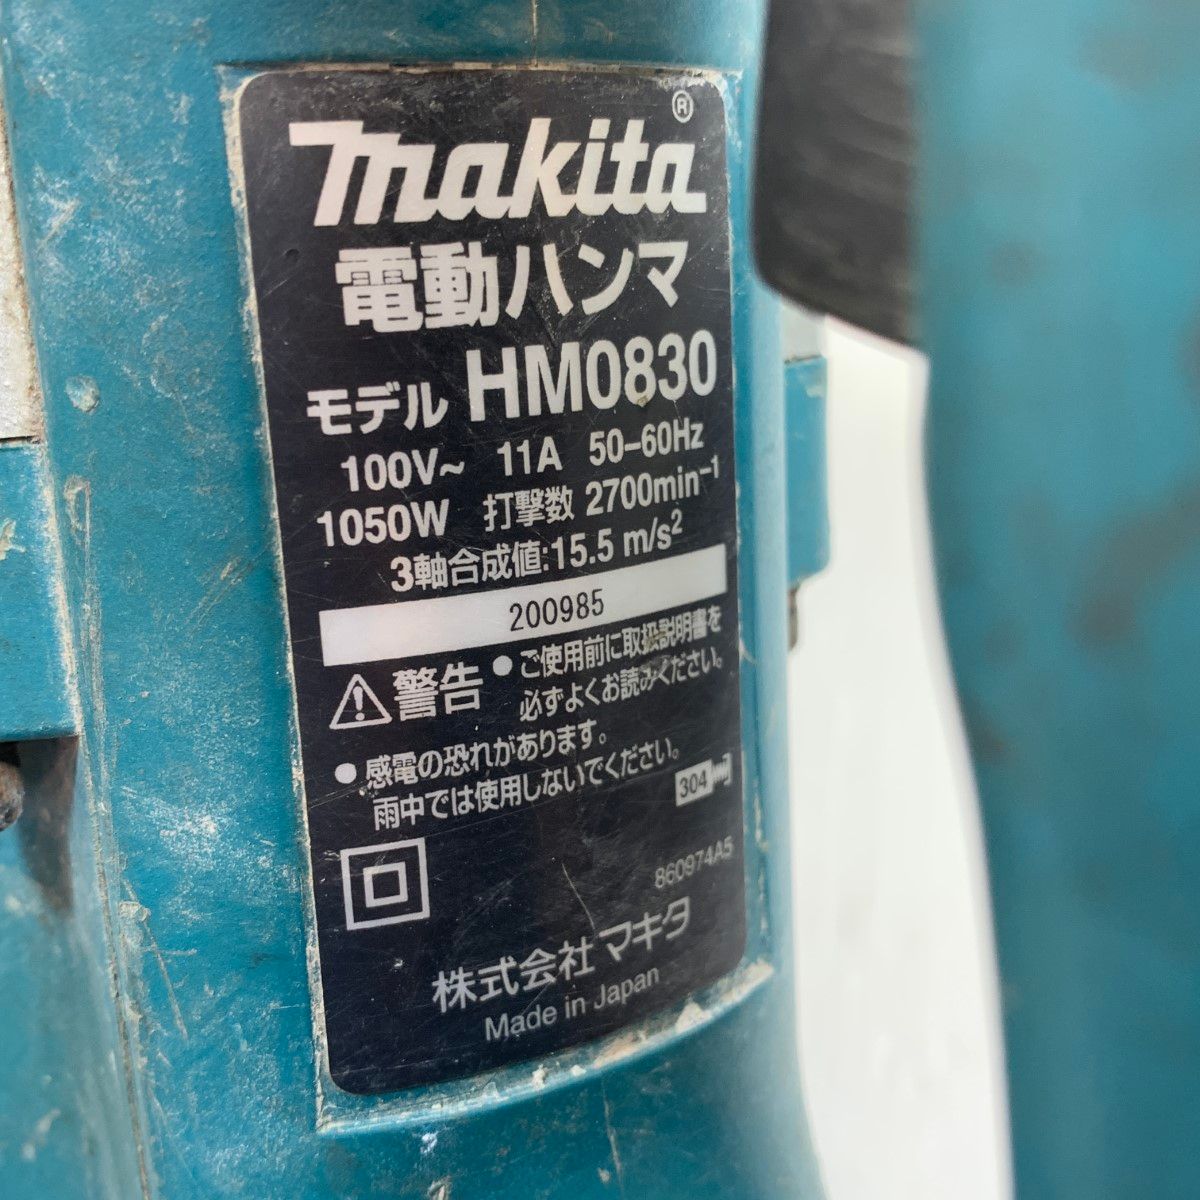 makita®
電動ハンマ
モデル HM0830
100V~ 11A 50-60Hz
1050W 打撃数 2700min⁻¹
3軸合成値:15.5 m/s²
200985
警告 ●ご使用前に取扱説明書を
必ずよくお読みください。
●感電の恐れがあります。
雨中では使用しないでください。
304
860974A5
株式会社マキタ
Made in Japan